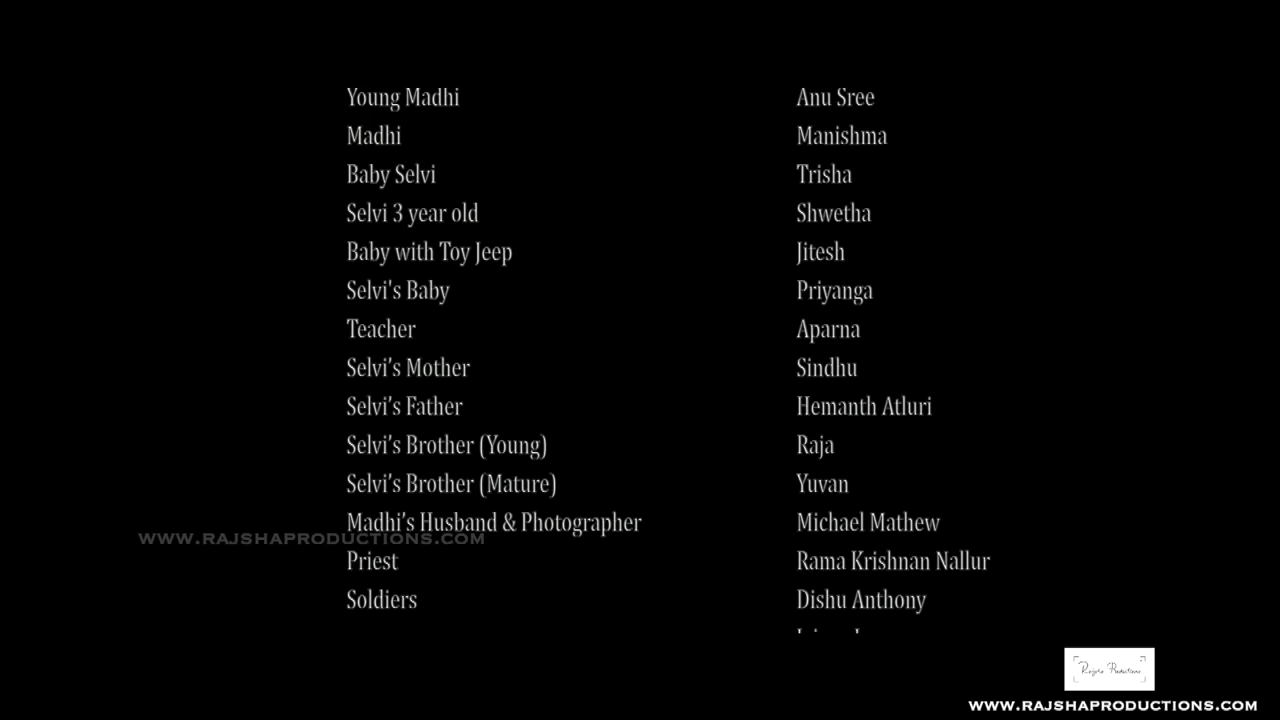 Young Madhi Anu Sree
Madhi Manishma
Baby Selvi Trisha
Selvi 3 year old Shwetha
Baby with Toy Jeep Jitesh
Selvi's Baby Priyanga
Teacher Aparna
Selvi's Mother Sindhu
Selvi's Father Hemanth Atluri
Selvi's Brother (Young) Raja
Selvi's Brother (Mature) Yuvan
Madhi's Husband & Photographer Michael Mathew
WWW.RAJSHAPRODUCTIONS.COM
Priest Rama Krishnan Nallur
Soldiers Dishu Anthony
Rajsha Productions
WWW.RAJSHAPRODUCTIONS.COM